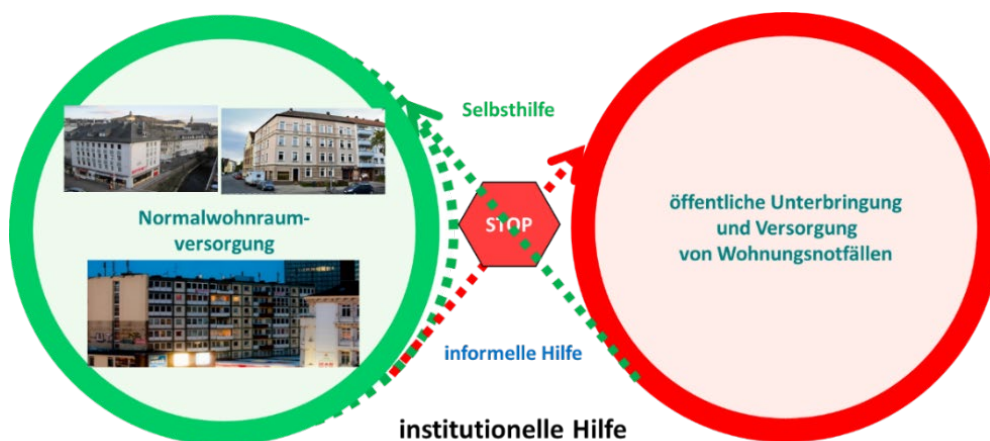 Selbsthilfe
Normalwohnraum-
versorgung
STOP
öffentliche Unterbringung
und Versorgung
von Wohnungsnotfällen
informelle Hilfe
institutionelle Hilfe